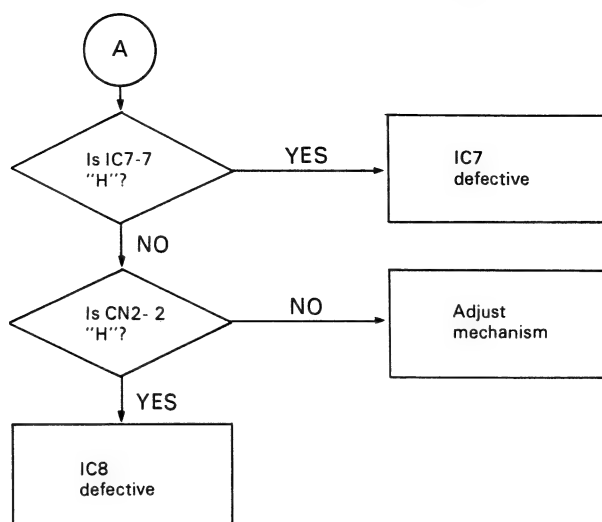 A
Is IC7-7
"H"?
YES
IC7
defective
NO
Is CN2- 2
"H"?
NO
Adjust
mechanism
YES
IC8
defective